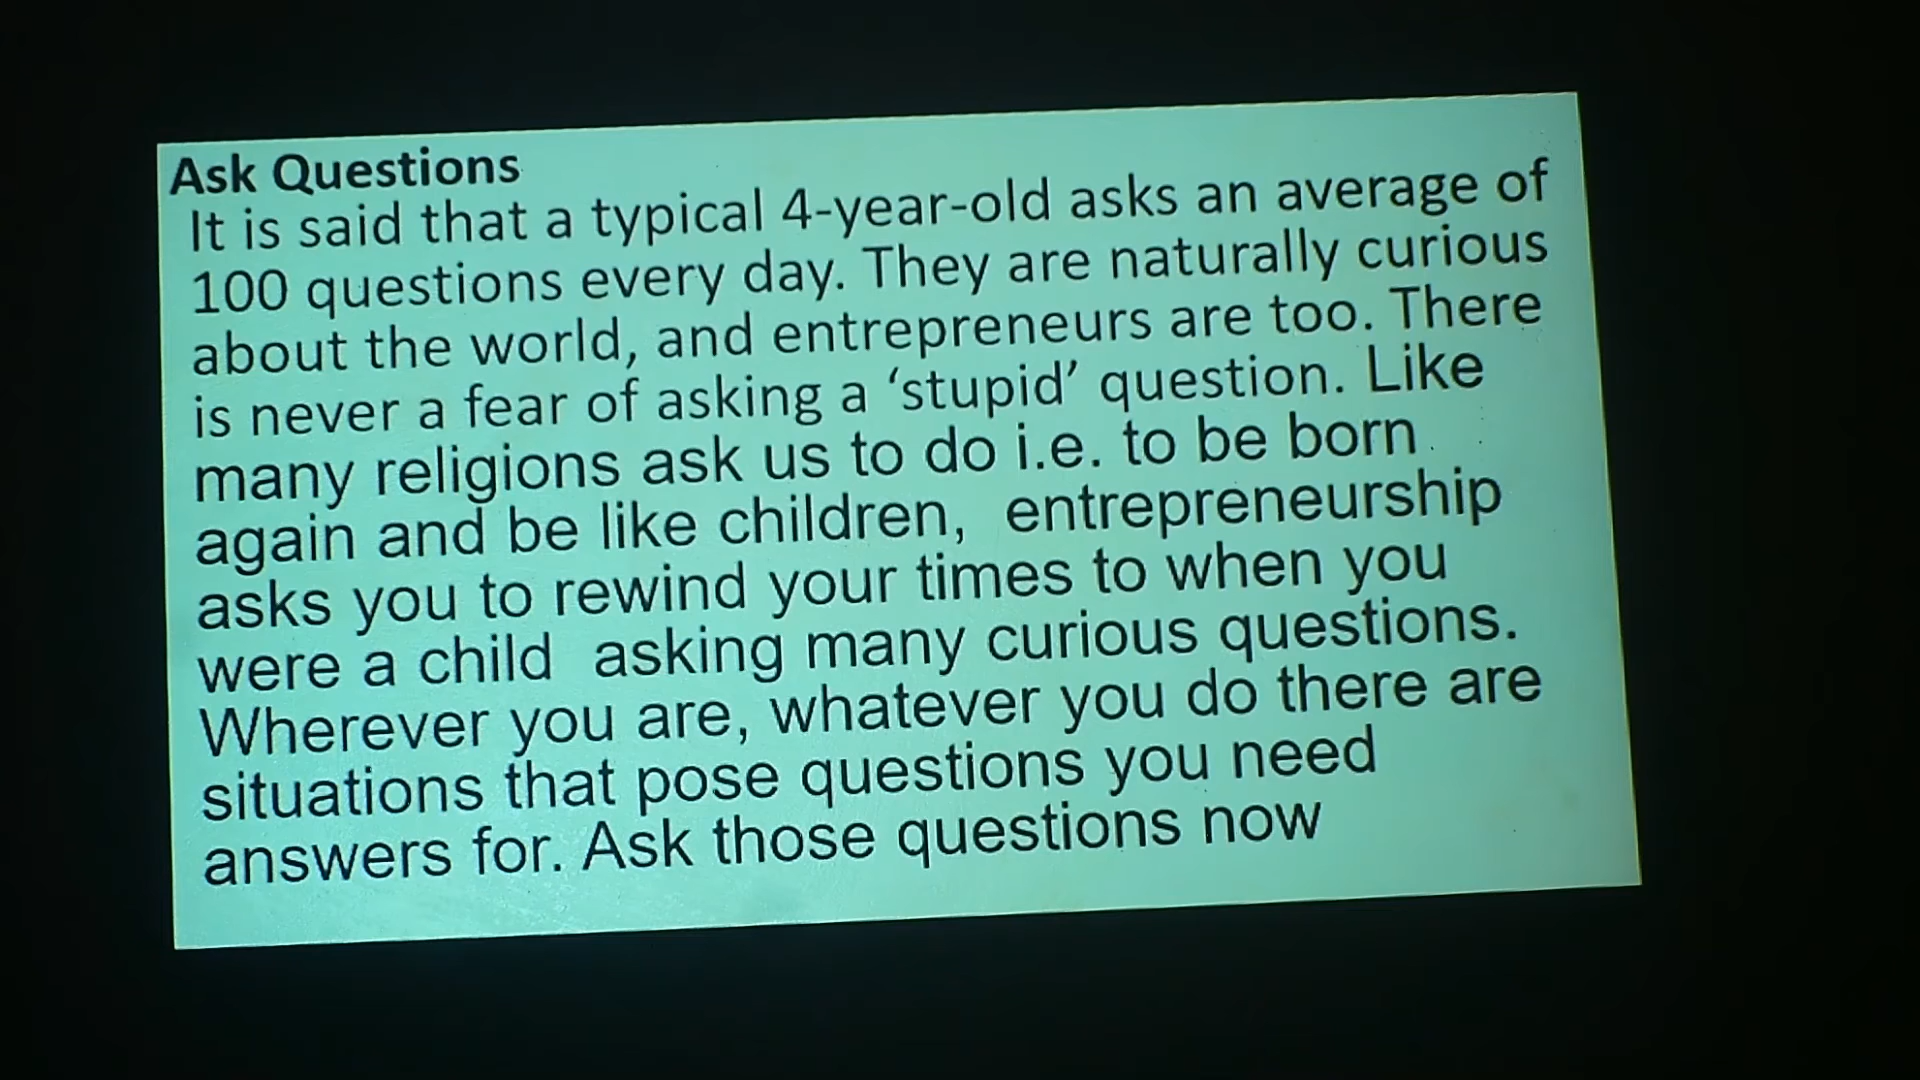 Ask Questions
It is said that a typical 4-year-old asks an average of
100 questions every day. They are naturally curious
about the world, and entrepreneurs are too. There
is never a fear of asking a ‘stupid’ question. Like
many religions ask us to do i.e. to be born
again and be like children, entrepreneurship
asks you to rewind your times to when you
were a child asking many curious questions.
Wherever you are, whatever you do there are
situations that pose questions you need
answers for. Ask those questions now